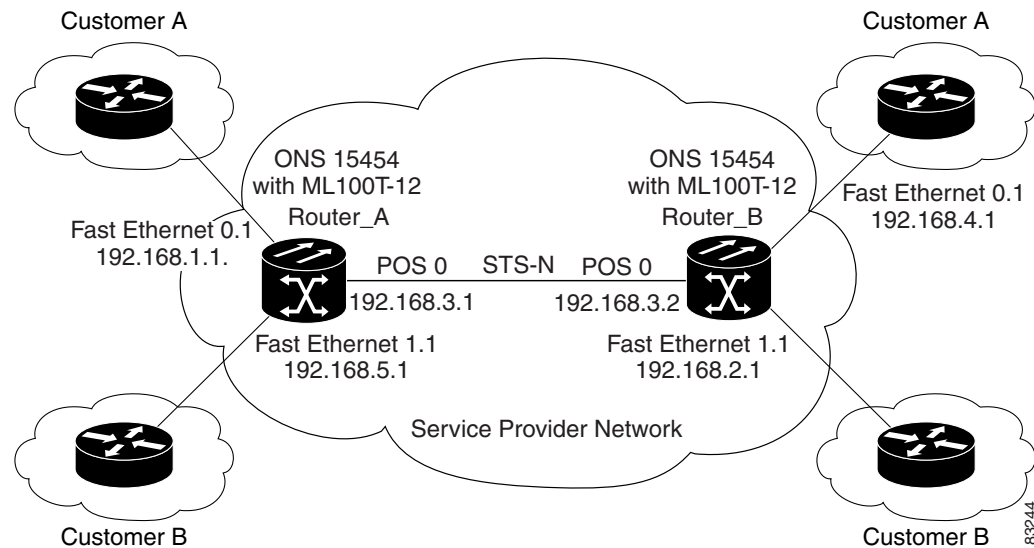 Customer A
Customer A
ONS 15454
with ML100T-12
Router_A
ONS 15454
with ML100T-12
Router_B
Fast Ethernet 0.1
192.168.1.1.
Fast Ethernet 0.1
192.168.4.1
POS 0
STS-N
POS 0
192.168.3.1
192.168.3.2
Fast Ethernet 1.1
192.168.5.1
Fast Ethernet 1.1
192.168.2.1
Service Provider Network
Customer B
Customer B
83244